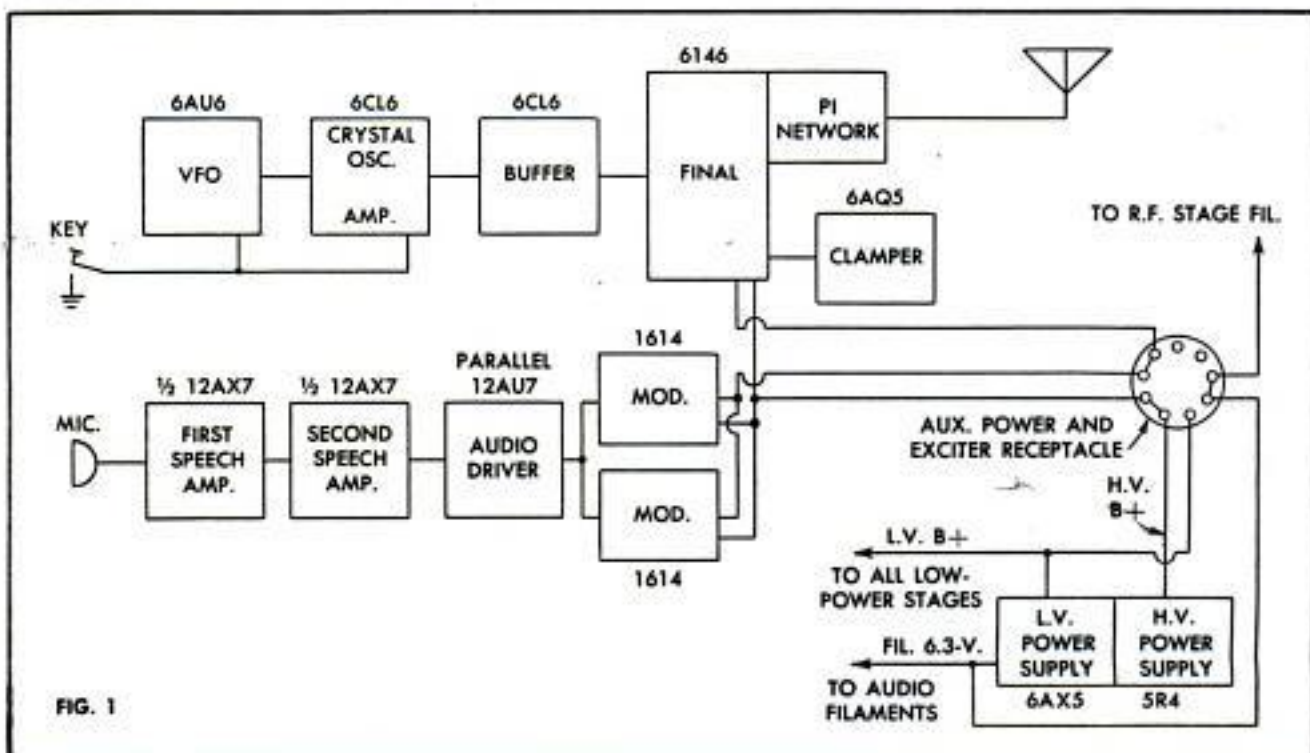 6146
6AU6
6CL6
6CL6
VFO
CRYSTAL
OSC.
AMP.
BUFFER
FINAL
PI
NETWORK
6AQ5
CLAMPER
TO R.F. STAGE FIL.
KEY
1614
MOD.
PARALLEL
12AU7
½ 12AX7
½ 12AX7
MIC.
FIRST
SPEECH
AMP.
SECOND
SPEECH
AMP.
AUDIO
DRIVER
MOD.
1614
AUX. POWER AND
EXCITER RECEPTACLE
H.V.
B+
L.V. B+
TO ALL LOW-
POWER STAGES
L.V.
POWER
SUPPLY
H.V.
POWER
SUPPLY
FIL. 6.3-V.
TO AUDIO
FILAMENTS
6AX5
5R4
FIG. 1